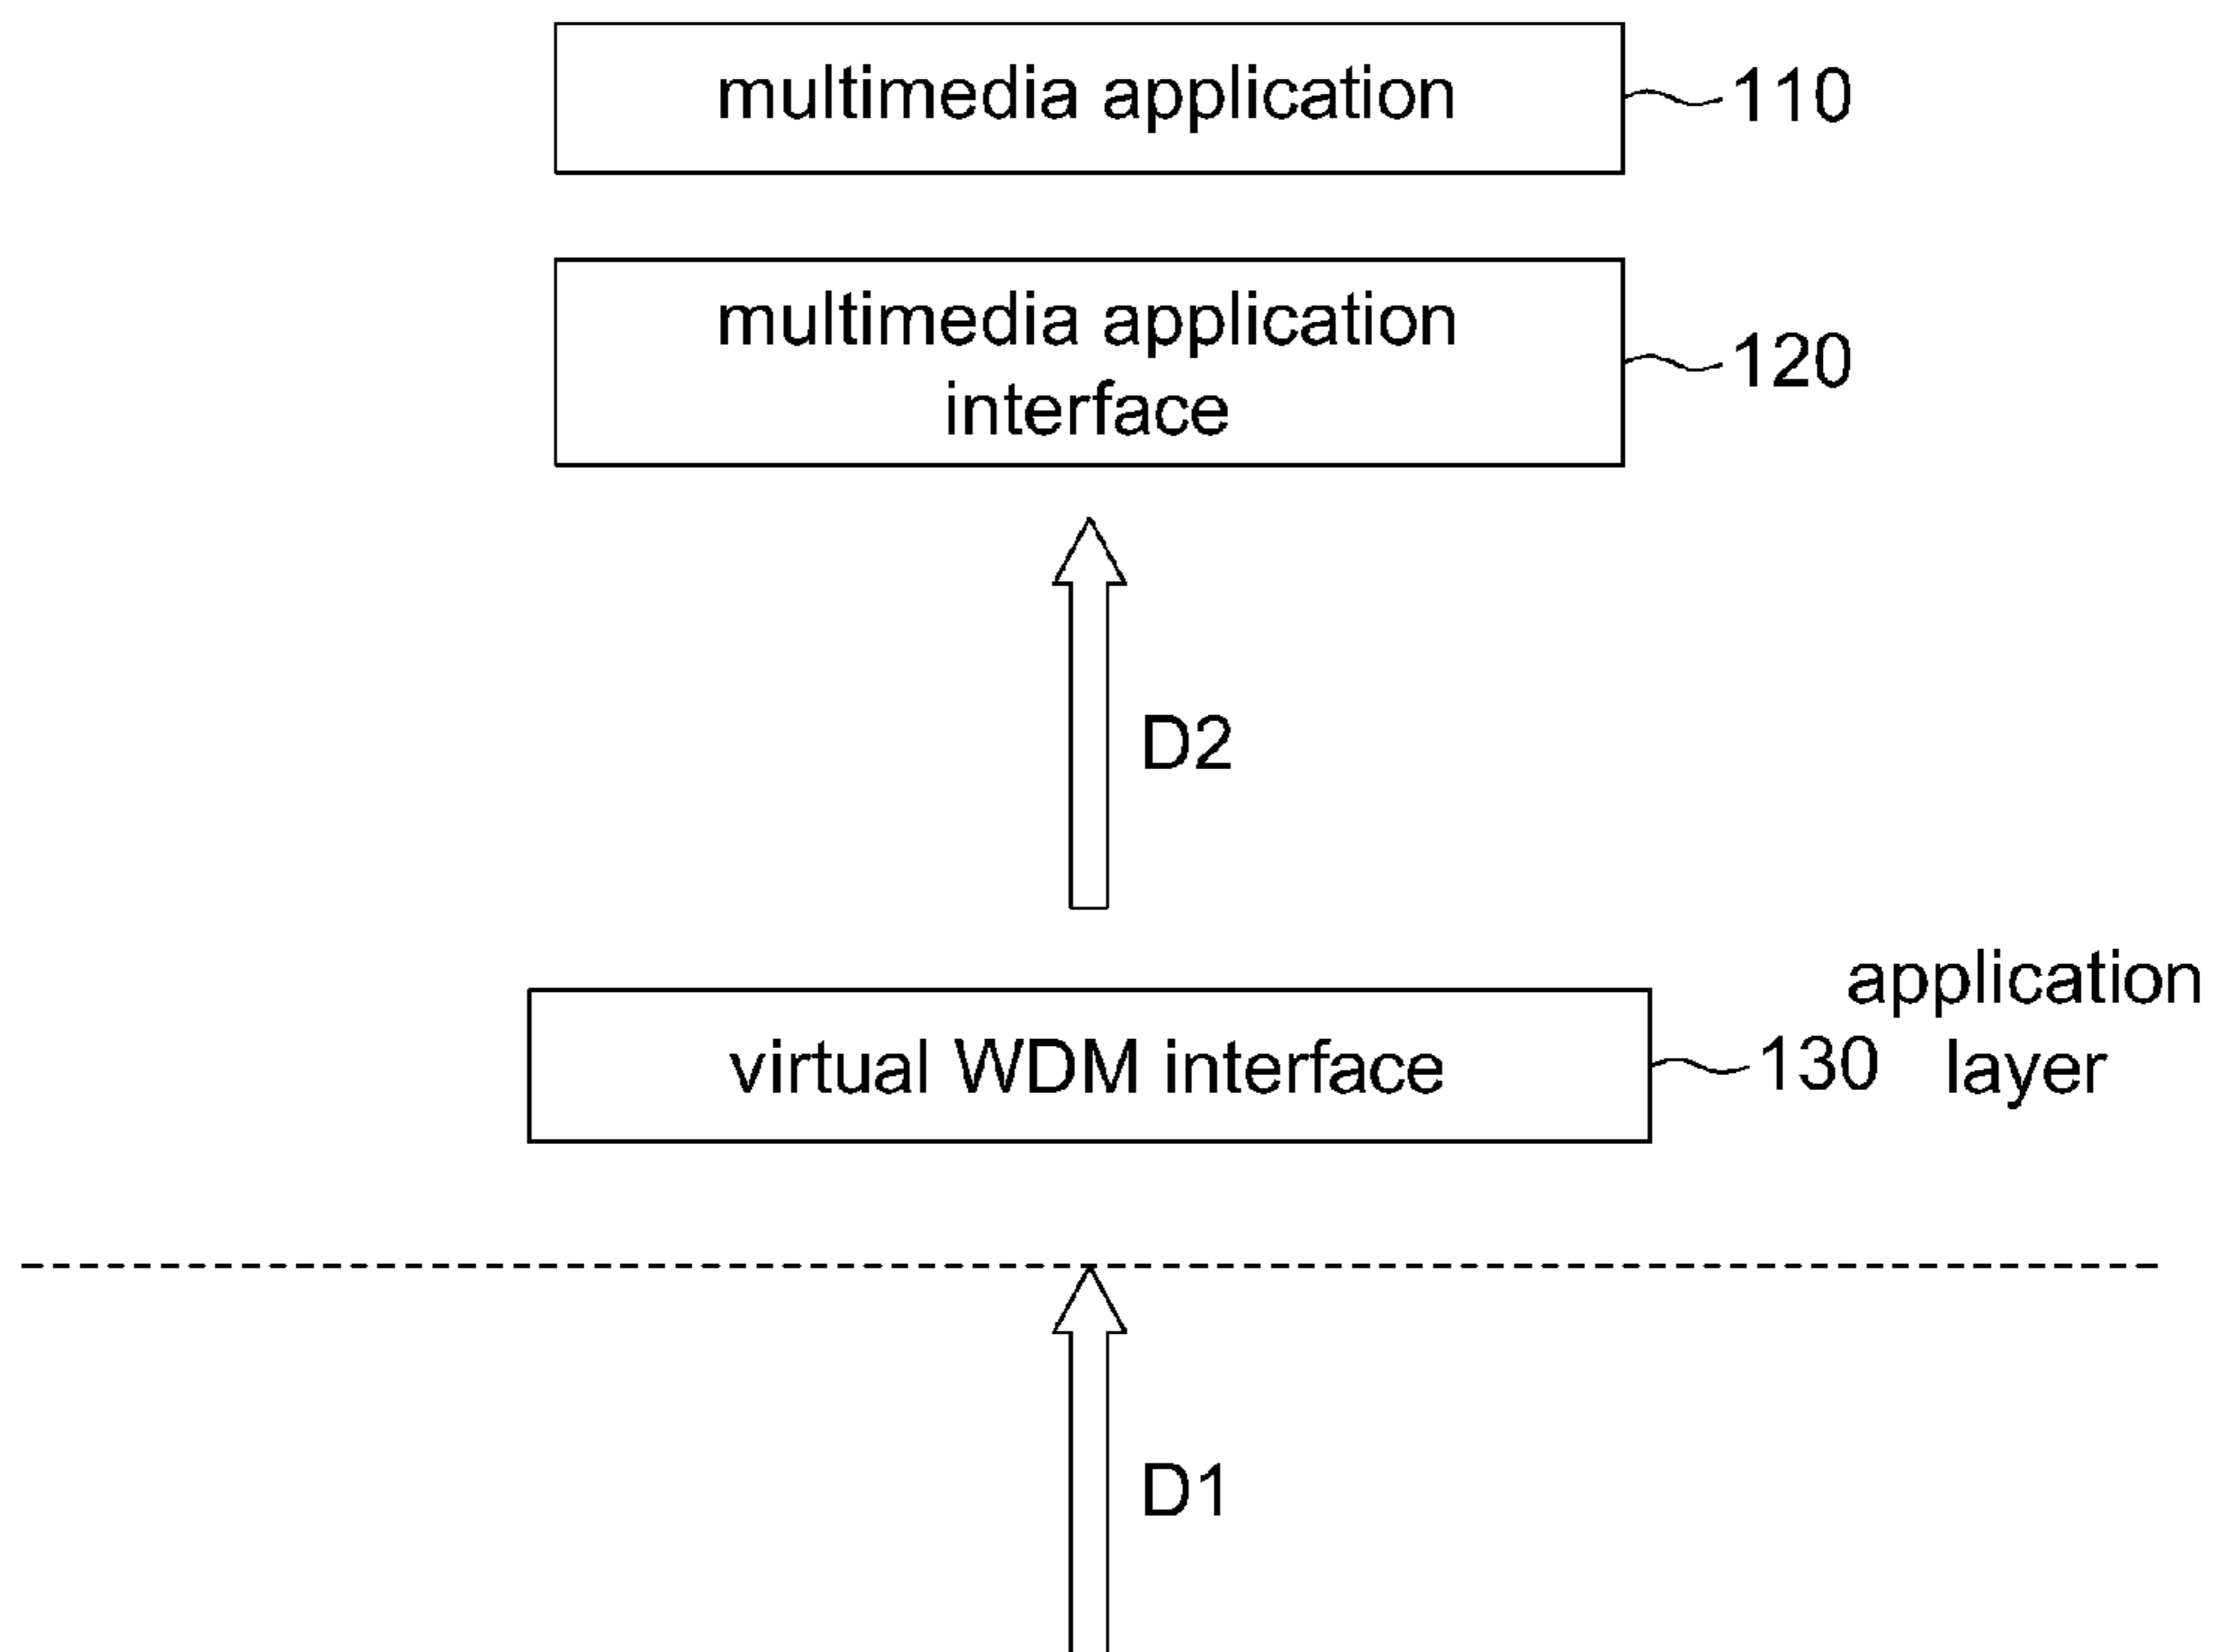 multimedia application
110
multimedia application
interface
120
D2
application
layer
virtual WDM interface
130
D1